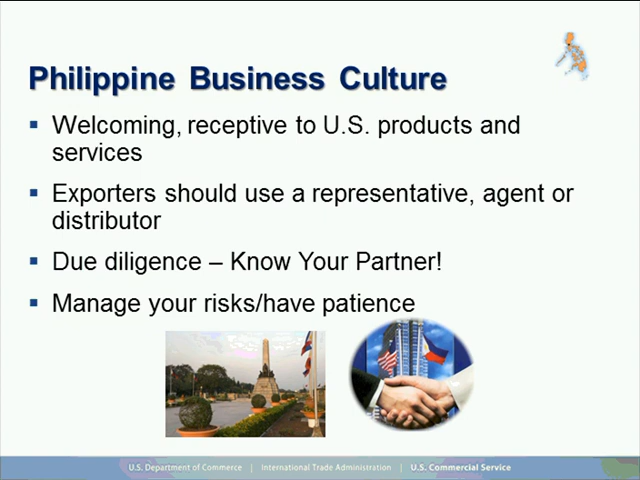 Philippine Business Culture
▪ Welcoming, receptive to U.S. products and
services
▪ Exporters should use a representative, agent or
distributor
▪ Due diligence – Know Your Partner!
▪ Manage your risks/have patience
U.S. Department of Commerce | International Trade Administration | U.S. Commercial Service